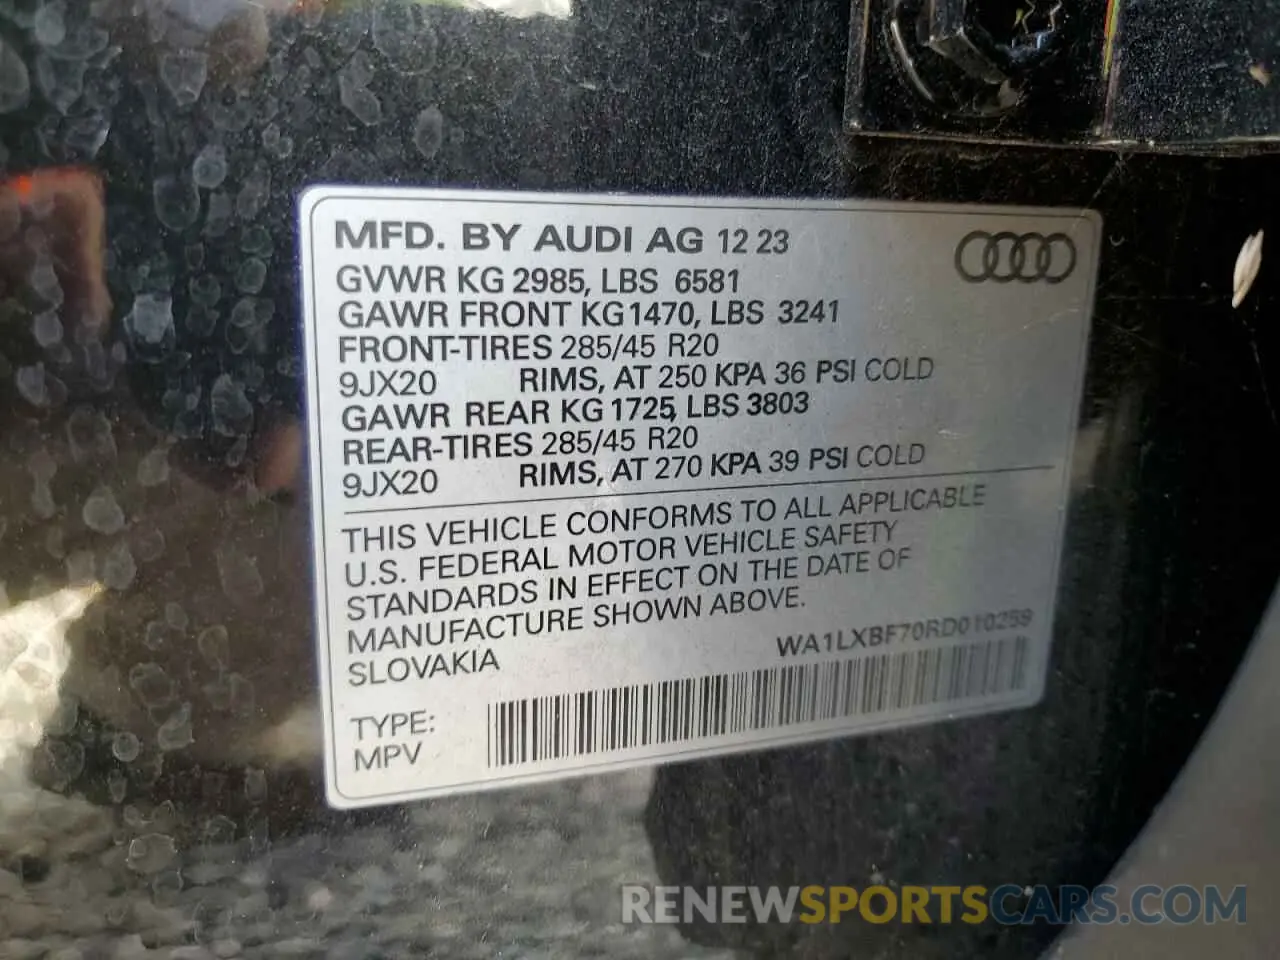 MFD. BY AUDI AG 12 23
GVWR KG 2985, LBS 6581
GAWR FRONT KG1470, LBS 3241
FRONT-TIRES 285/45 R20
9JX20 RIMS, AT 250 KPA 36 PSI COLD
GAWR REAR KG 1725, LBS 3803
REAR-TIRES 285/45 R20
9JX20 RIMS, AT 270 KPA 39 PSI COLD
THIS VEHICLE CONFORMS TO ALL APPLICABLE
U.S. FEDERAL MOTOR VEHICLE SAFETY
STANDARDS IN EFFECT ON THE DATE OF
MANUFACTURE SHOWN ABOVE.
SLOVAKIA
WA1LXBF70RD010259
TYPE:
MPV
RENEWSPORTSCARS.COM